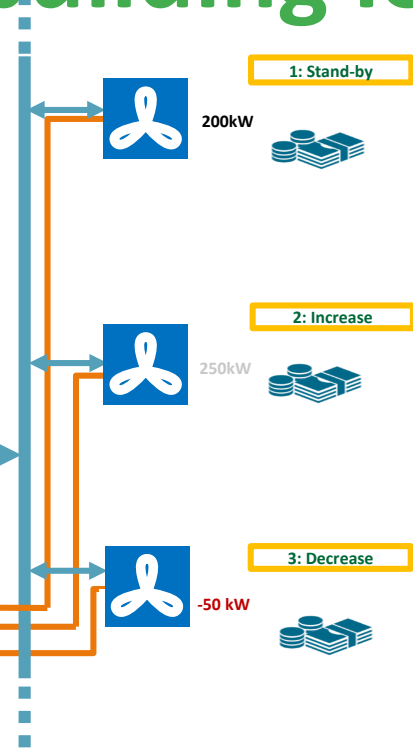 1: Stand-by
200kW
2: Increase
250kW
3: Decrease
-50 kW